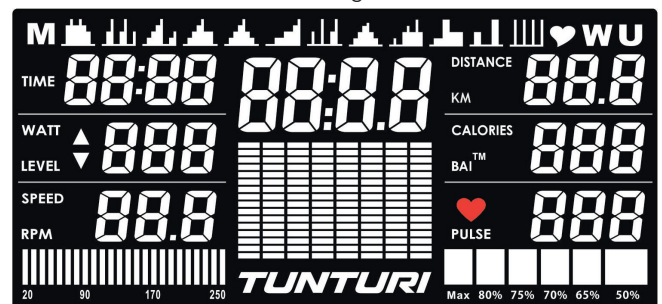 M W U
TIME 88:88
88:8.8
DISTANCE
KM 88.8
WATT
LEVEL 888
CALORIES
BAI™ 888
SPEED
RPM 88.8
PULSE 888
20 90 170 250
TUNTURI
Max 80% 75% 70% 65% 50%